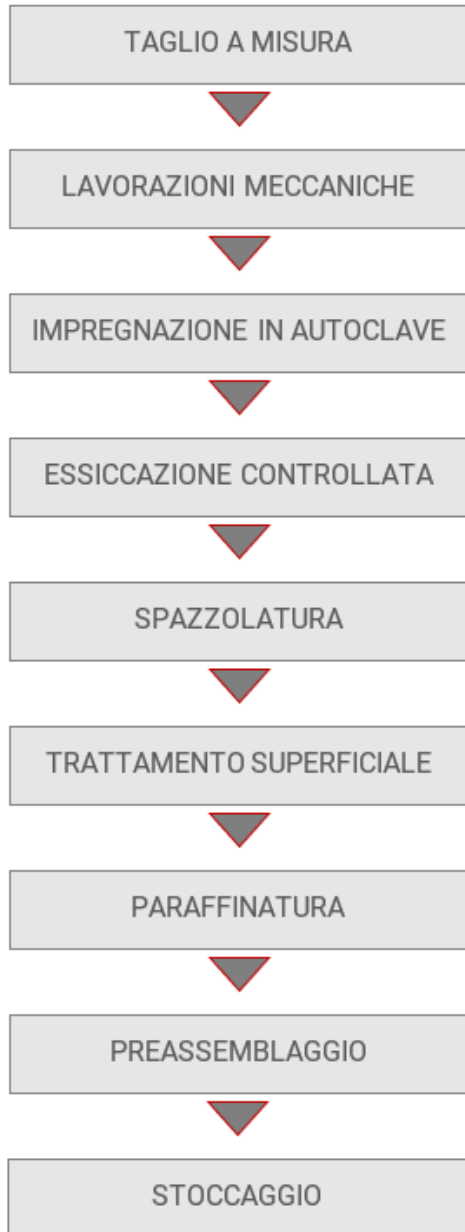 TAGLIO A MISURA
LAVORAZIONI MECCANICHE
IMPREGNAZIONE IN AUTOCLAVE
ESSICCAZIONE CONTROLLATA
SPAZZOLATURA
TRATTAMENTO SUPERFICIALE
PARAFFINATURA
PREASSEMBLAGGIO
STOCCAGGIO